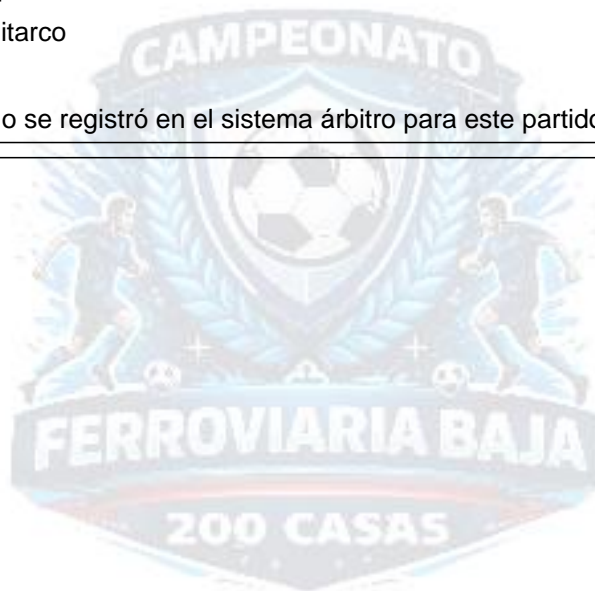 itarco
CAMPEONATO
o se registró en el sistema árbitro para este partido
FERROVIARIA BAJA
200 CASAS